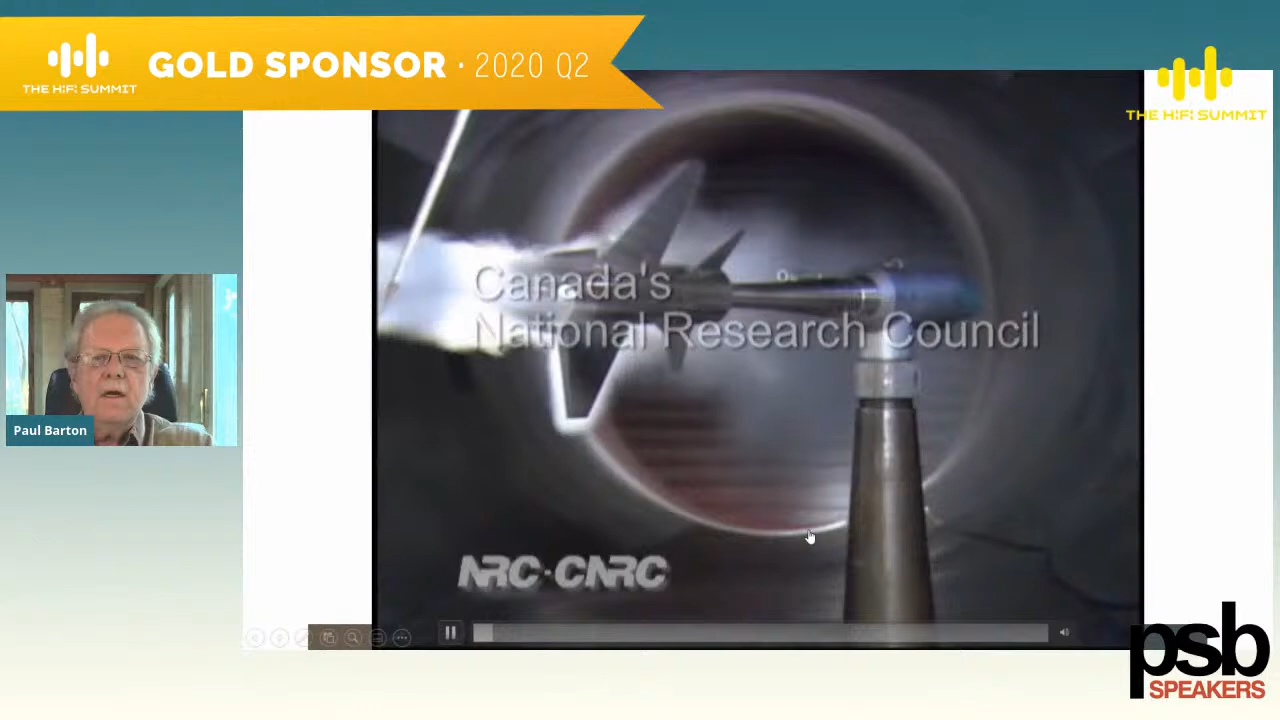 GOLD SPONSOR · 2020 Q2
THE HIFI SUMMIT
THE HIFI SUMMIT
Canada's
National Research Council
Paul Barton
NRC·CNRC
psb
SPEAKERS